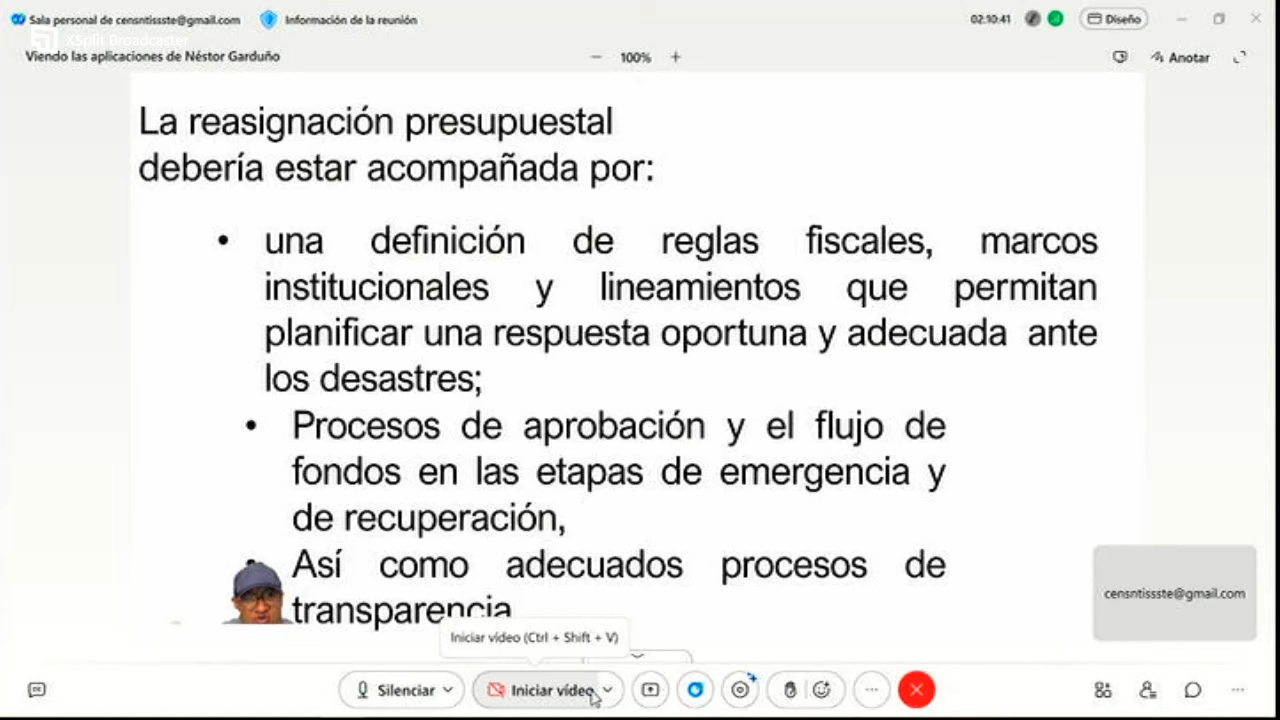 Sala personal de censntissste@gmail.com
Información de la reunión
02:10:41
Diseño
XSplit Broadcaster
Viendo las aplicaciones de Néstor Garduño
100%
Anotar
La reasignación presupuestal
debería estar acompañada por:
• una definición de reglas fiscales, marcos
institucionales y lineamientos que permitan
planificar una respuesta oportuna y adecuada ante
los desastres;
• Procesos de aprobación y el flujo de
fondos en las etapas de emergencia y
de recuperación,
• Así como adecuados procesos de
transparencia
censntissste@gmail.com
Iniciar vídeo (Ctrl + Shift + V)
Silenciar
Iniciar vídeo